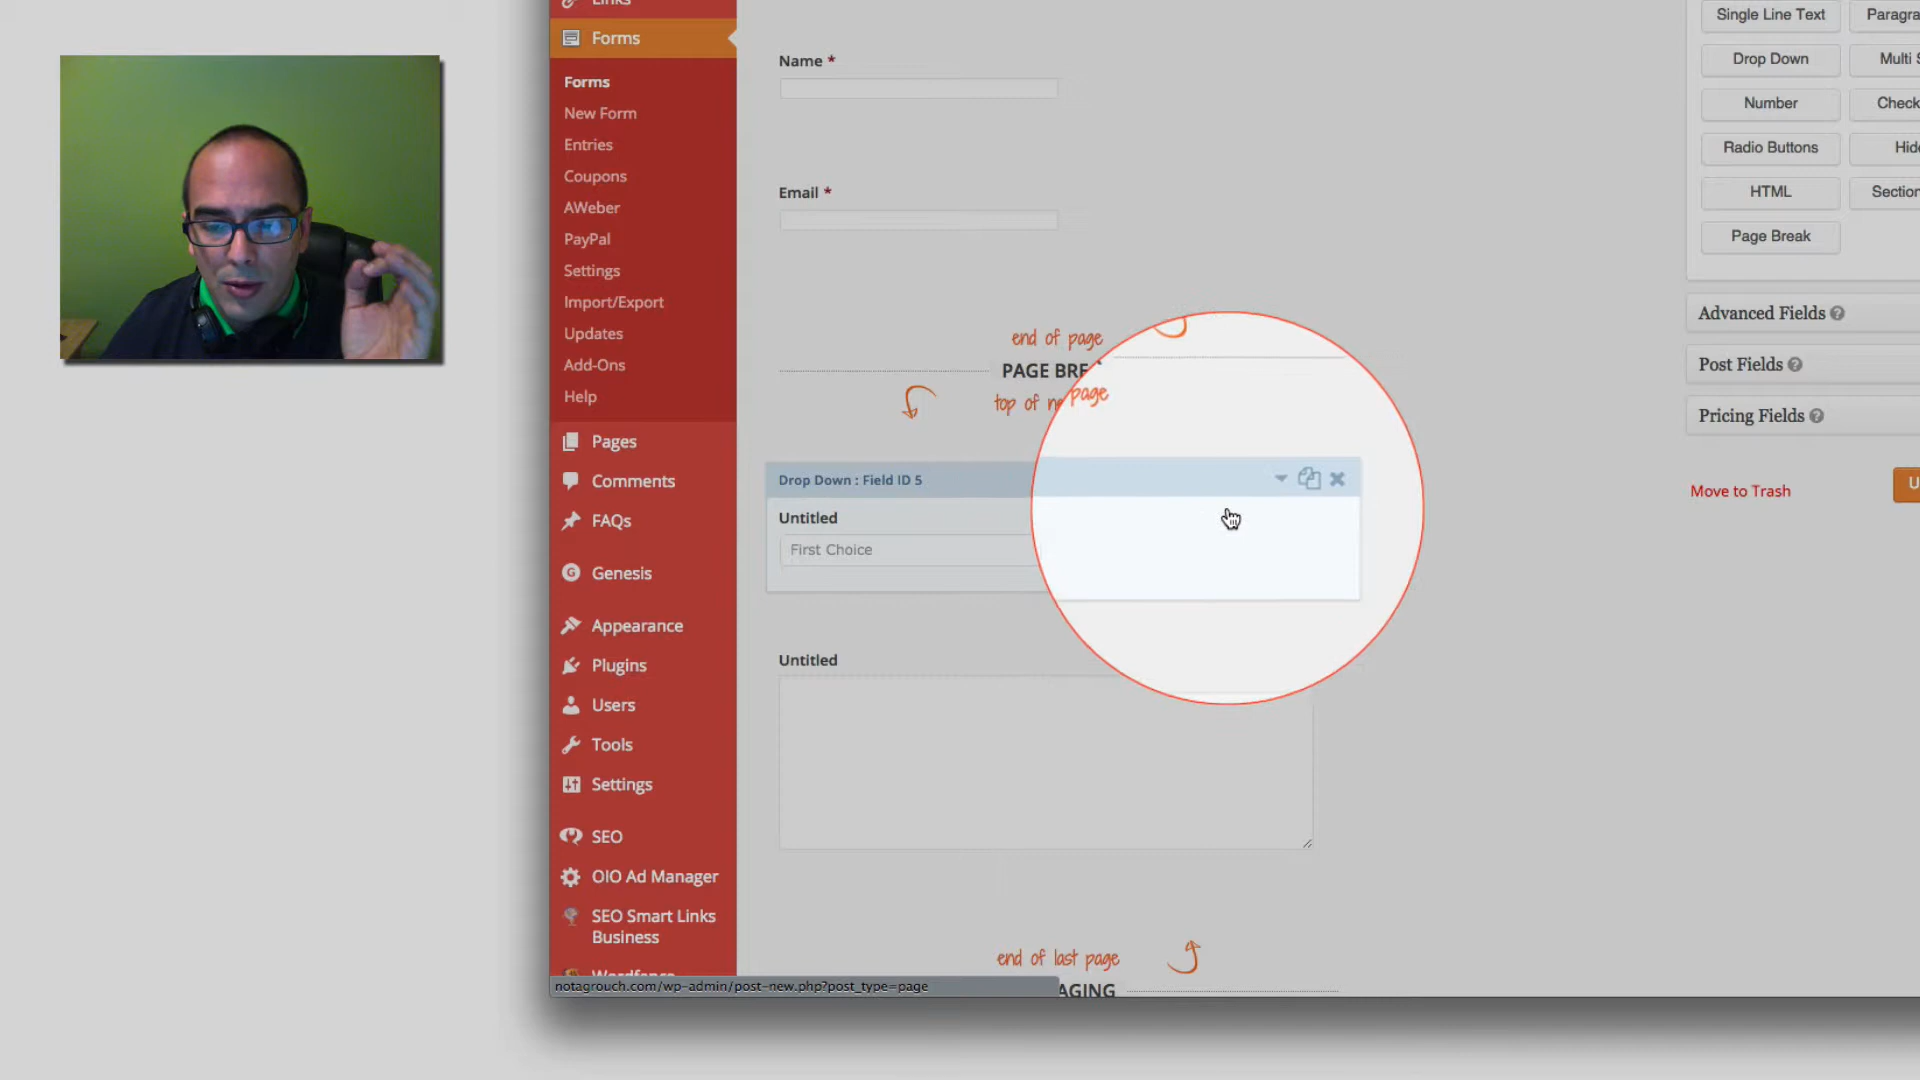 Links
Forms
Forms
New Form
Entries
Coupons
AWeber
PayPal
Settings
Import/Export
Updates
Add-Ons
Help
Pages
Comments
FAQs
Genesis
Appearance
Plugins
Users
Tools
Settings
SEO
OIO Ad Manager
SEO Smart Links
Business
Wordfence
notagrouch.com/wp-admin/post-new.php?post_type=page
Name *
Email *
end of page
PAGE BRE
top of ne page
Drop Down : Field ID 5
Untitled
First Choice
Untitled
end of last page
AGING
Single Line Text
Paragra
Drop Down
Multi S
Number
Check
Radio Buttons
Hid
HTML
Section
Page Break
Advanced Fields
Post Fields
Pricing Fields
Move to Trash
U